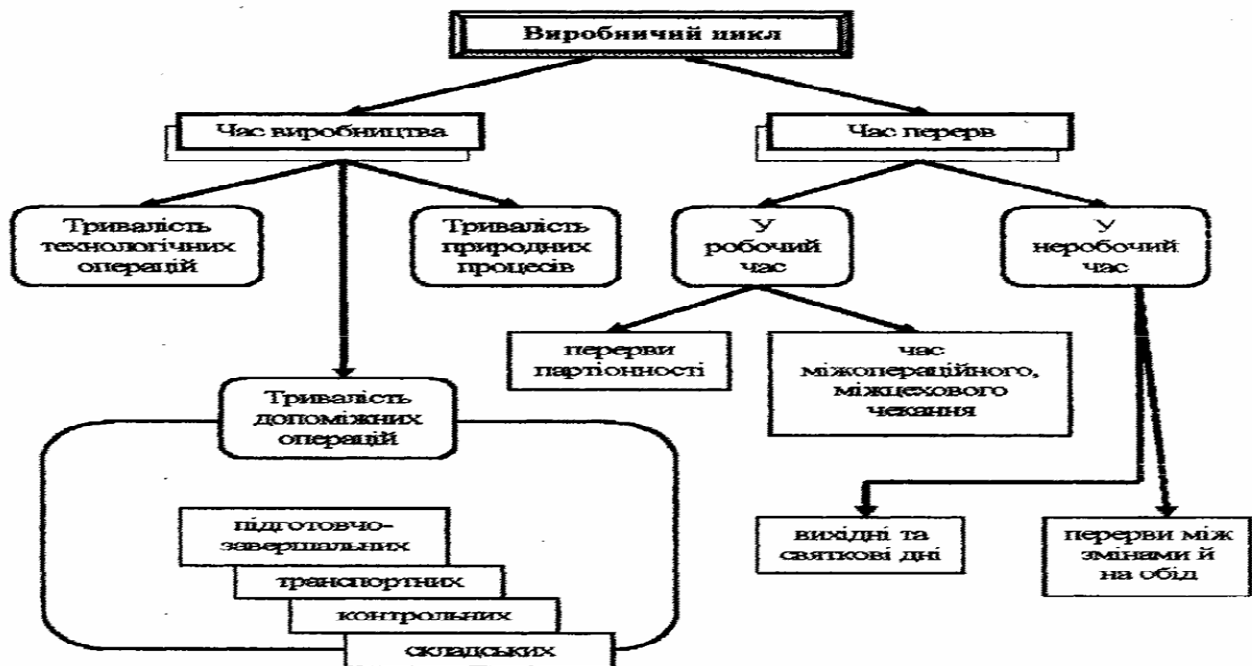 Виробничий цикл
Час виробництва
Час перерв
Тривалість
технологічних
операцій
Тривалість
природних
процесів
У
робочий
час
У
неробочий
час
перерви
партіонності
час
міжопераційного,
міжцехового
чекання
Тривалість
допоміжних
операцій
підготовчо-
завершальних
транспортних
контрольних
складських
вихідні та
святкові дні
перерви між
змінами й
на обід